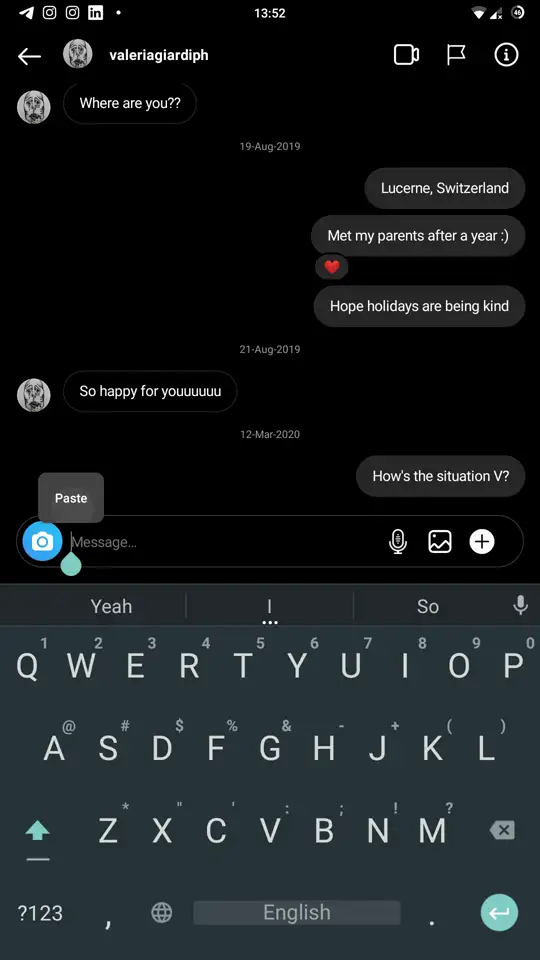 13:52
46
valeriagiardiph
Where are you??
19-Aug-2019
Lucerne, Switzerland
Met my parents after a year :)
Hope holidays are being kind
21-Aug-2019
So happy for youuuuuu
12-Mar-2020
How's the situation V?
Paste
Message...
Yeah I So
1 2 3 4 5 6 7 8 9 0
Q W E R T Y U I O P
@ # $ % & - + ( )
A S D F G H J K L
* " ' : ; ! ?
Z X C V B N M
?123 , English .